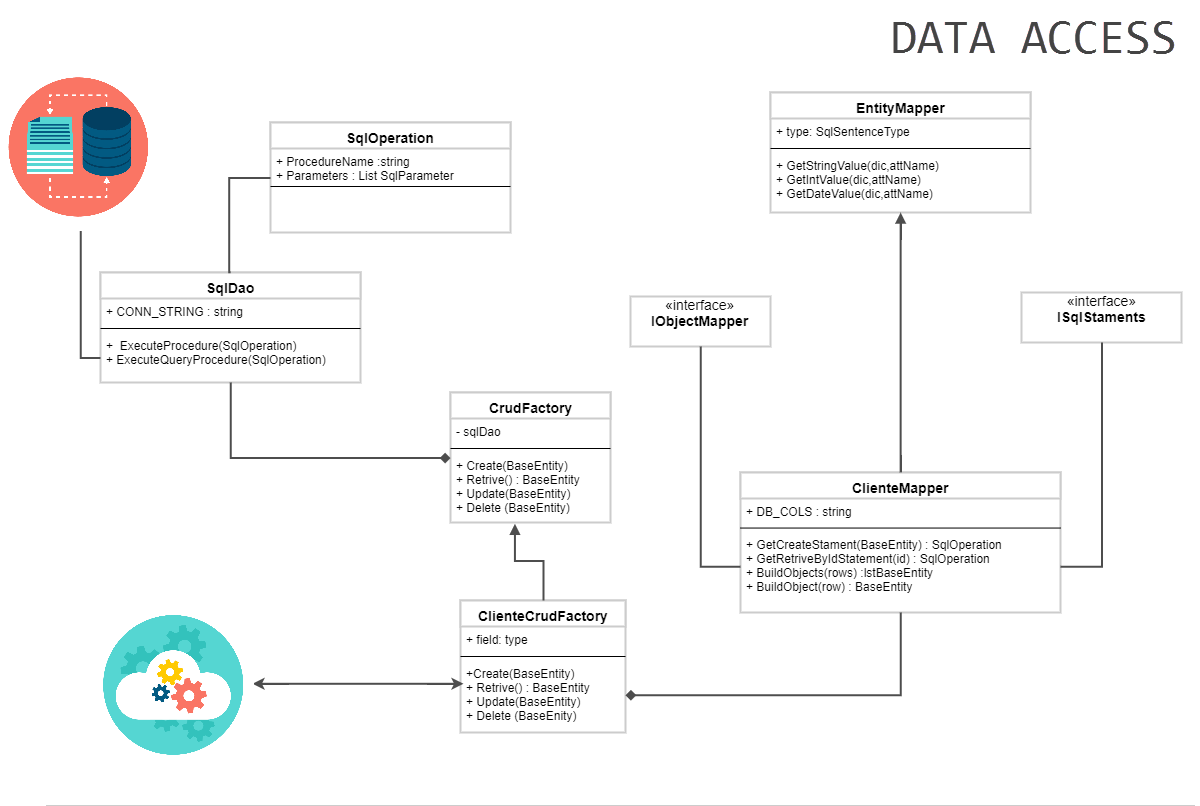 DATA ACCESS
SqlOperation
+ ProcedureName :string
+ Parameters : List SqlParameter
EntityMapper
+ type: SqlSentenceType
+ GetStringValue(dic,attName)
+ GetIntValue(dic,attName)
+ GetDateValue(dic,attName)
SqlDao
+ CONN_STRING : string
+ ExecuteProcedure(SqlOperation)
+ ExecuteQueryProcedure(SqlOperation)
«interface»
IObjectMapper
«interface»
ISqlStaments
CrudFactory
- sqlDao
+ Create(BaseEntity)
+ Retrive() : BaseEntity
+ Update(BaseEntity)
+ Delete (BaseEntity)
ClienteMapper
+ DB_COLS : string
+ GetCreateStament(BaseEntity) : SqlOperation
+ GetRetriveByIdStatement(id) : SqlOperation
+ BuildObjects(rows) :lstBaseEntity
+ BuildObject(row) : BaseEntity
ClienteCrudFactory
+ field: type
+Create(BaseEntity)
+ Retrive() : BaseEntity
+ Update(BaseEntity)
+ Delete (BaseEnity)